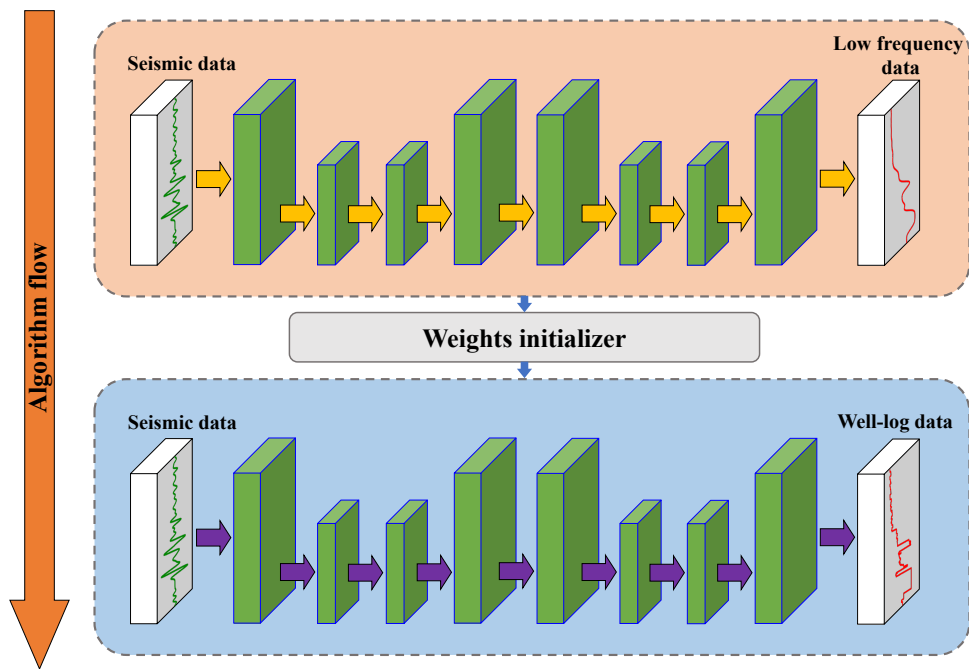 Algorithm flow
Seismic data
Low frequency
data
Weights initializer
Seismic data
Well-log data